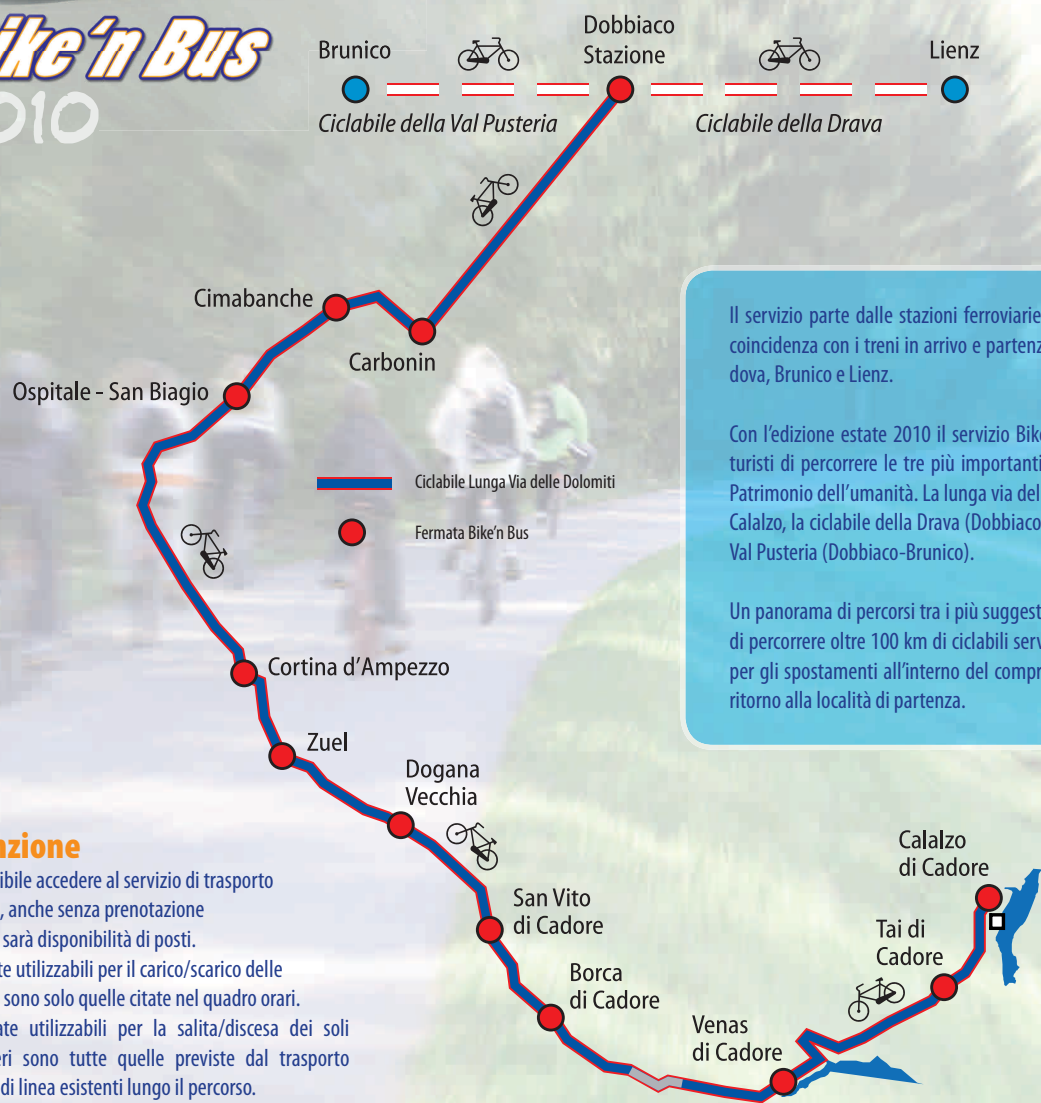 ike'n Bus
010
Brunico
Dobbiaco
Stazione
Lienz
Ciclabile della Val Pusteria
Ciclabile della Drava
Cimabanche
Carbonin
Ospitale - San Biagio
Ciclabile Lunga Via delle Dolomiti
Fermata Bike'n Bus
Il servizio parte dalle stazioni ferroviarie
coincidenza con i treni in arrivo e partenz
dova, Brunico e Lienz.
Con l'edizione estate 2010 il servizio Bike
turisti di percorrere le tre più importanti
Patrimonio dell'umanità. La lunga via dell
Calalzo, la ciclabile della Drava (Dobbiaco
Val Pusteria (Dobbiaco-Brunico).
Un panorama di percorsi tra i più suggest
di percorrere oltre 100 km di ciclabili serv
per gli spostamenti all'interno del compr
ritorno alla località di partenza.
Cortina d'Ampezzo
Zuel
Dogana
Vecchia
San Vito
di Cadore
Borca
di Cadore
Venas
di Cadore
Tai di
Cadore
Calalzo
di Cadore
nzione
ibile accedere al servizio di trasporto
, anche senza prenotazione
sarà disponibilità di posti.
te utilizzabili per il carico/scarico delle
sono solo quelle citate nel quadro orari.
ate utilizzabili per la salita/discesa dei soli
eri sono tutte quelle previste dal trasporto
di linea esistenti lungo il percorso.